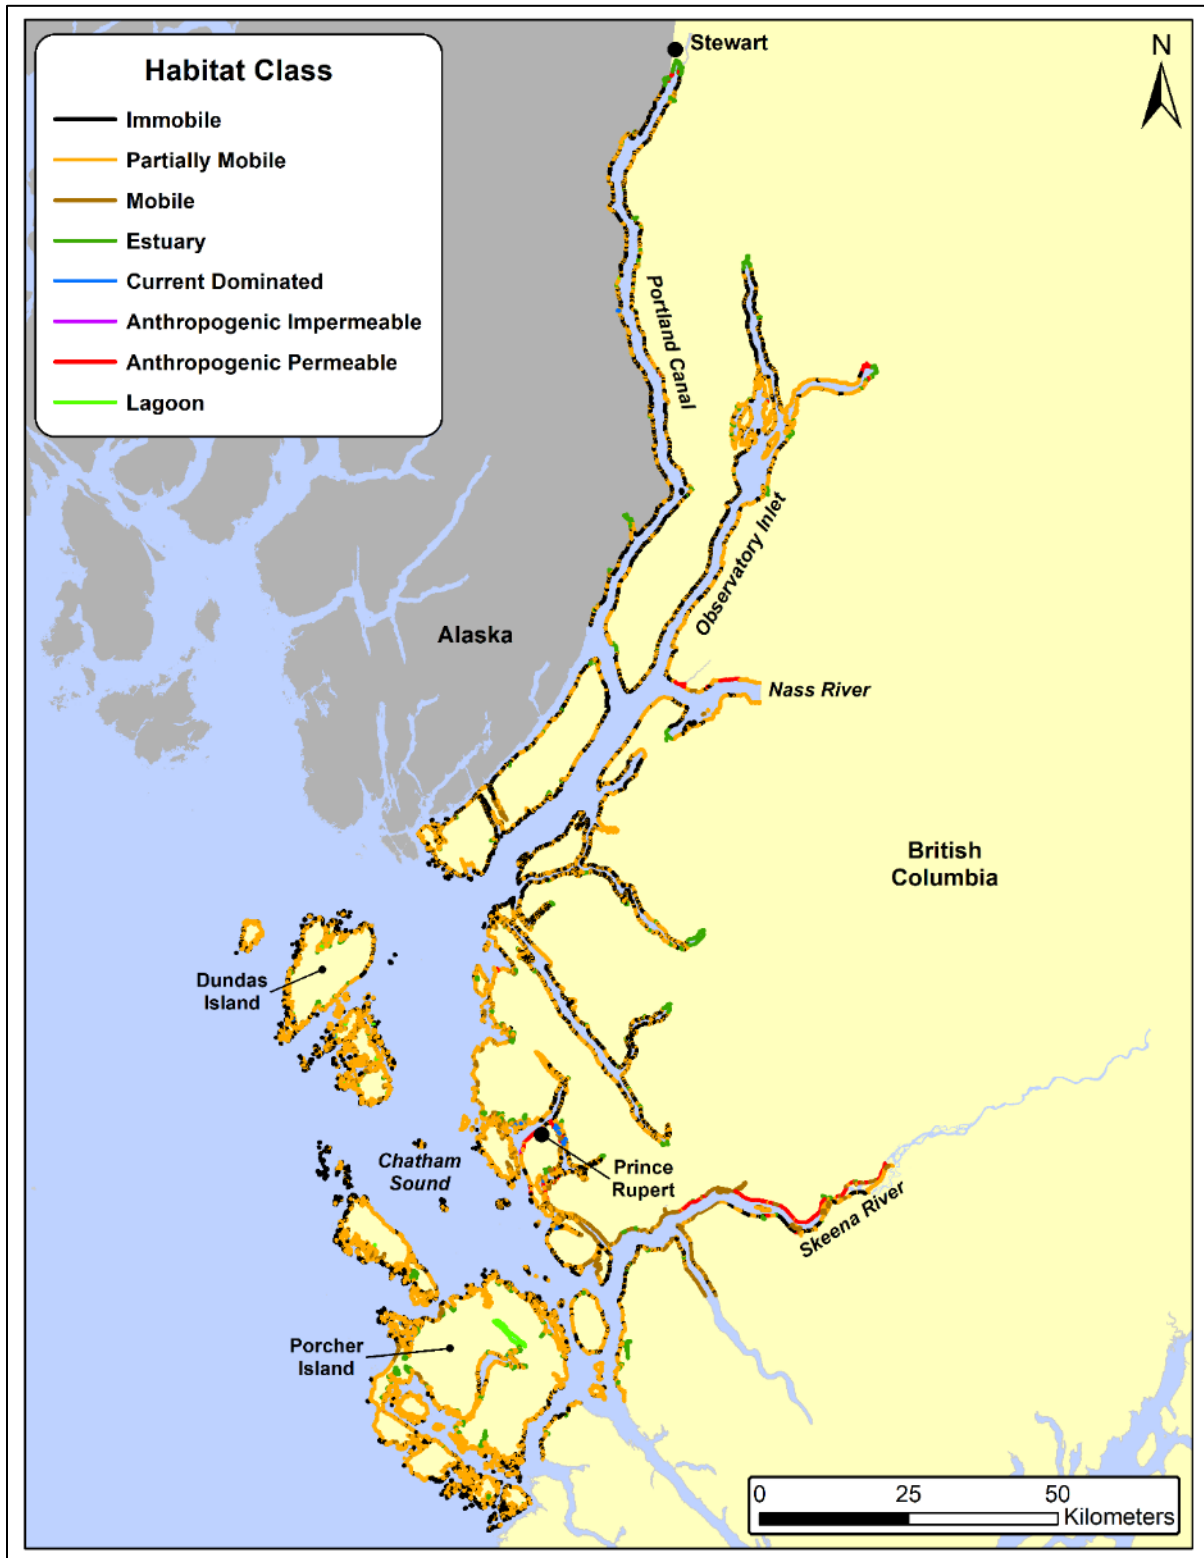 Stewart
N
Habitat Class
Immobile
Partially Mobile
Mobile
Estuary
Current Dominated
Anthropogenic Impermeable
Anthropogenic Permeable
Lagoon
Portland Canal
Observatory Inlet
Alaska
Nass River
British
Columbia
Dundas
Island
Chatham
Sound
Prince
Rupert
Skeena River
Porcher
Island
0 25 50
Kilometers